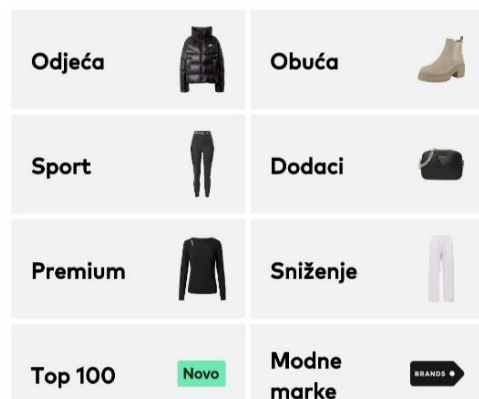 Odjeća
Obuća
Sport
Dodaci
Premium
Sniženje
Top 100
Novo
Modne
marke
BRANDS